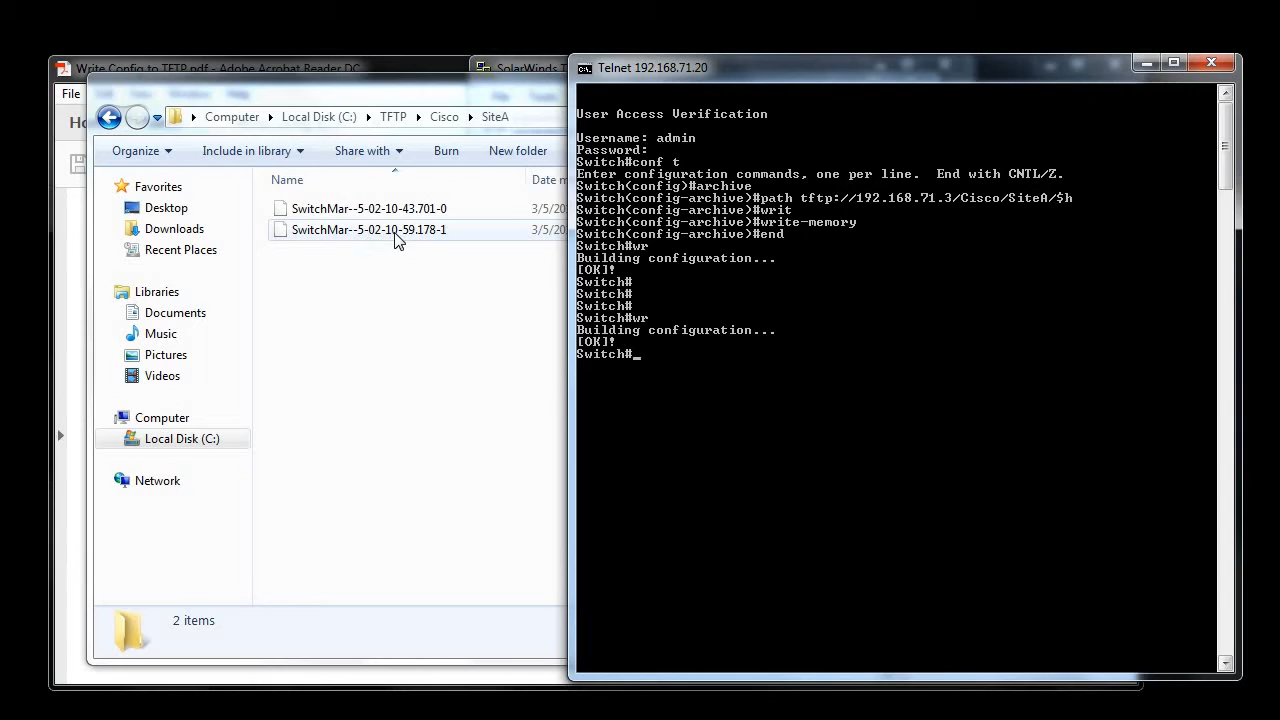 Write Config to TFTP.pdf - Adobe Acrobat Reader DC
SolarWinds T
Telnet 192.168.71.20
File
Ho
Computer
Local Disk (C:)
TFTP
Cisco
SiteA
Organize
Include in library
Share with
Burn
New folder
Favorites
Desktop
Downloads
Recent Places
Libraries
Documents
Music
Pictures
Videos
Computer
Local Disk (C:)
Network
Name
Date m
SwitchMar--5-02-10-43.701-0
3/5/20
SwitchMar--5-02-10-59.178-1
3/5/20
2 items
User Access Verification
Username: admin
Password:
Switch#conf t
Enter configuration commands, one per line.  End with CNTL/Z.
Switch(config)#archive
Switch(config-archive)#path tftp://192.168.71.3/Cisco/SiteA/$h
Switch(config-archive)#writ
Switch(config-archive)#write-memory
Switch(config-archive)#end
Switch#wr
Building configuration...
[OK]!
Switch#
Switch#
Switch#
Switch#wr
Building configuration...
[OK]!
Switch#_